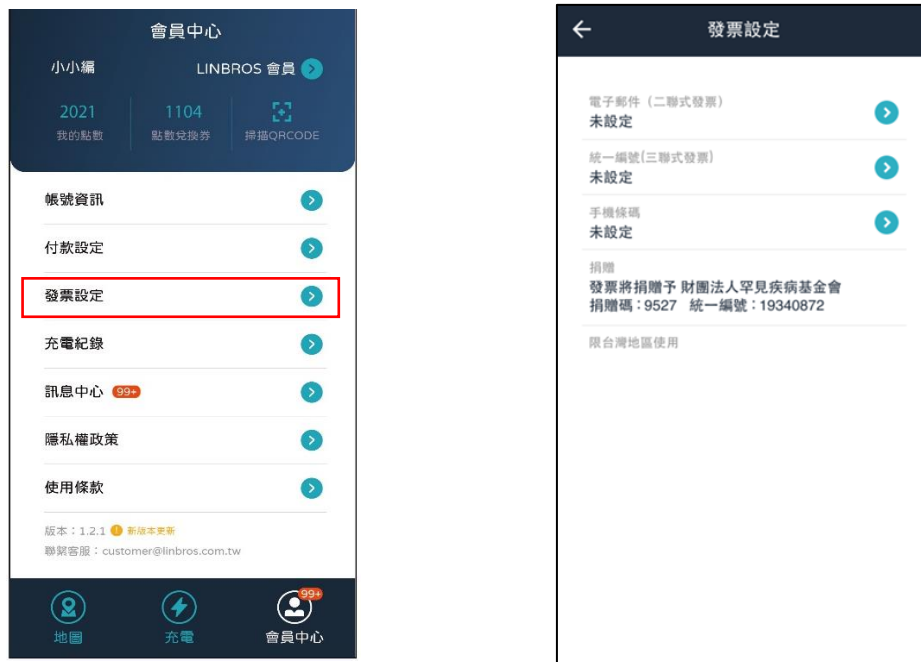 會員中心
小小編
LINBROS 會員
2021
1104
我的點數
點數兌換券
掃描QRCODE
帳號資訊
付款設定
發票設定
充電紀錄
訊息中心 99+
隱私權政策
使用條款
版本：1.2.1 ! 新版本更新
聯繫客服：customer@linbros.com.tw
99+
地圖
充電
會員中心
發票設定
電子郵件（二聯式發票）
未設定
統一編號(三聯式發票)
未設定
手機條碼
未設定
捐贈
發票將捐贈予 財團法人罕見疾病基金會
捐贈碼：9527 統一編號：19340872
限台灣地區使用